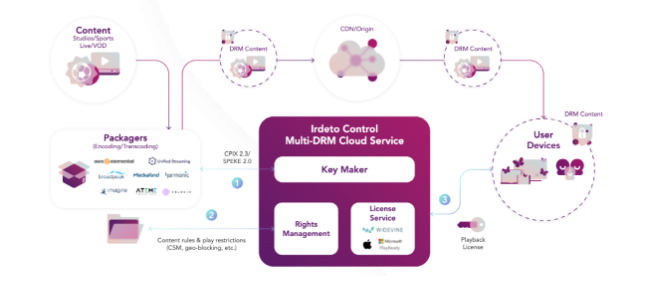 Content
Studios/Sports
Live/VOD
DRM Content
CDN/Origin
DRM Content
DRM Content
Packagers
(Encoding/Transcoding)
aws elemental
Unified Streaming
broadpeak
MediaKind
harmonic
imagine
ATEME
CPIX 2.3/
SPEKE 2.0
1
Irdeto Control
Multi-DRM Cloud Service
Key Maker
Rights
Management
License
Service
WIDEVINE
Microsoft
PlayReady
User
Devices
3
Playback
License
2
Content rules & play restrictions
(CSM, geo-blocking, etc.)